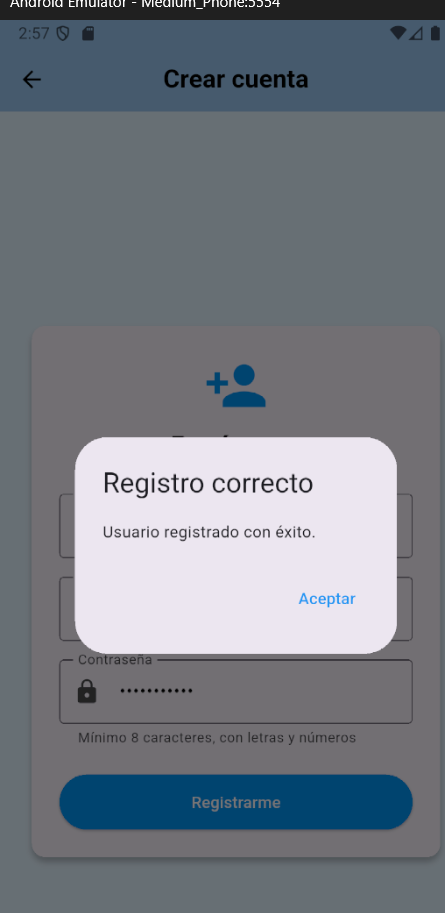 Android Emulator - Medium_Phone:5554
2:57
Crear cuenta
Registro correcto
Usuario registrado con éxito.
Aceptar
Contraseña
•••••••••••
Mínimo 8 caracteres, con letras y números
Registrarme